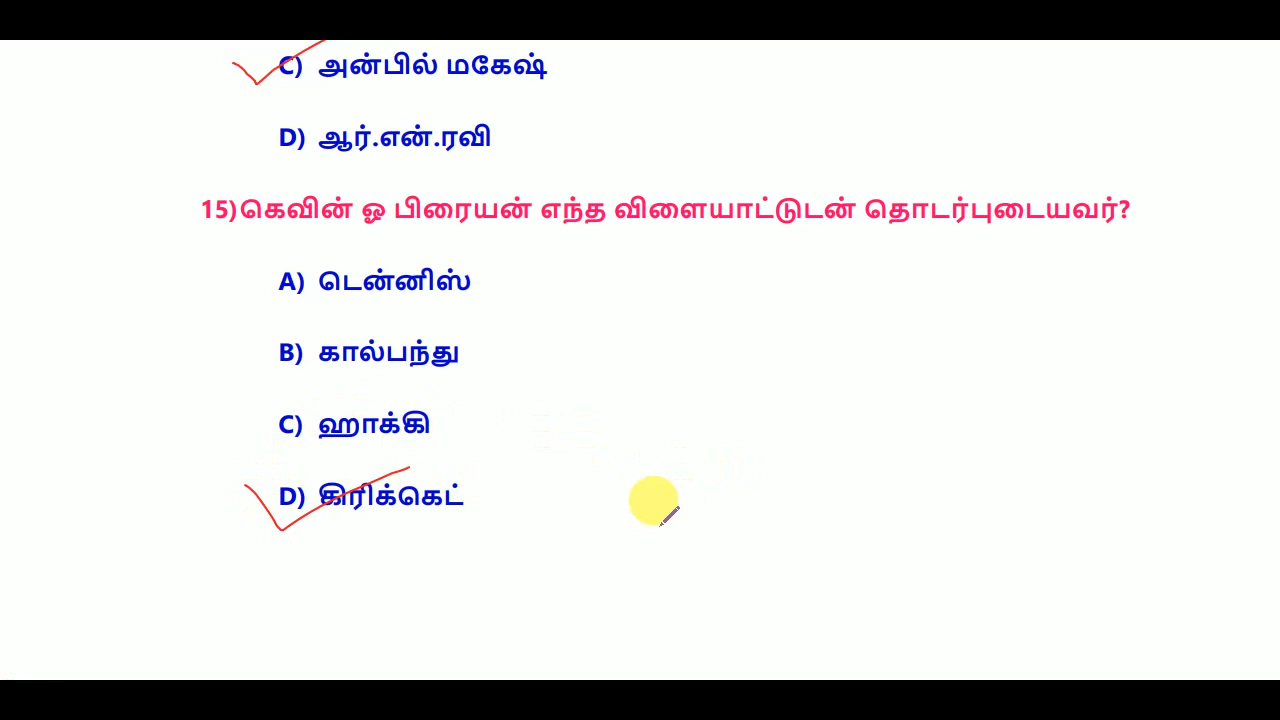 C) அன்பில் மகேஷ்
D) ஆர்.என்.ரவி
15)கெவின் ஓ பிரையன் எந்த விளையாட்டுடன் தொடர்புடையவர்?
A) டென்னிஸ்
B) கால்பந்து
C) ஹாக்கி
D) கிரிக்கெட்